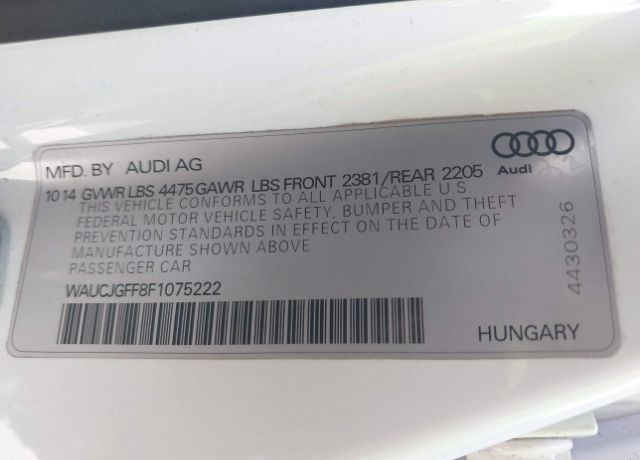 MFD. BY AUDI AG
Audi
1014 GVWR LBS 4475 GAWR LBS FRONT 2381/REAR 2205
THIS VEHICLE CONFORMS TO ALL APPLICABLE U.S.
FEDERAL MOTOR VEHICLE SAFETY, BUMPER AND THEFT
PREVENTION STANDARDS IN EFFECT ON THE DATE OF
MANUFACTURE SHOWN ABOVE
PASSENGER CAR
WAUCJGFF8F1075222
4430326
HUNGARY